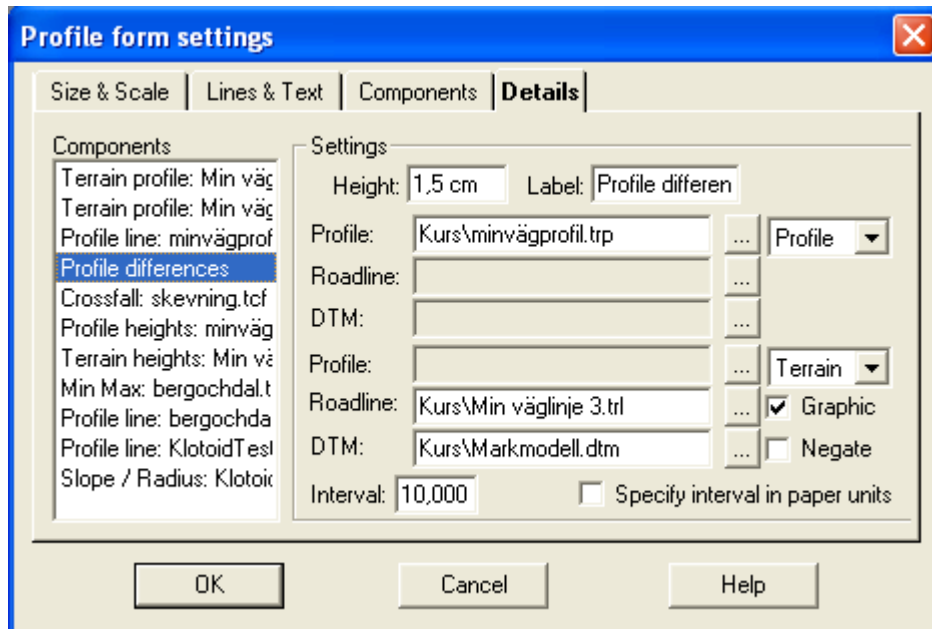 Profile form settings
Size & Scale Lines & Text Components Details
Components
Terrain profile: Min väg
Terrain profile: Min väg
Profile line: minvägprof
Profile differences
Crossfall: skevning.tcf
Profile heights: minväg
Terrain heights: Min vä
Min Max: bergochdal.t
Profile line: bergochda
Profile line: KlotoidTest
Slope / Radius: Klotoid
Settings
Height: 1,5 cm Label: Profile differen
Profile: Kurs\minvägprofil.trp ... Profile
Roadline: ...
DTM: ...
Profile: ... Terrain
Roadline: Kurs\Min väglinje 3.trl ... Graphic
DTM: Kurs\Markmodell.dtm ... Negate
Interval: 10,000 Specify interval in paper units
OK Cancel Help